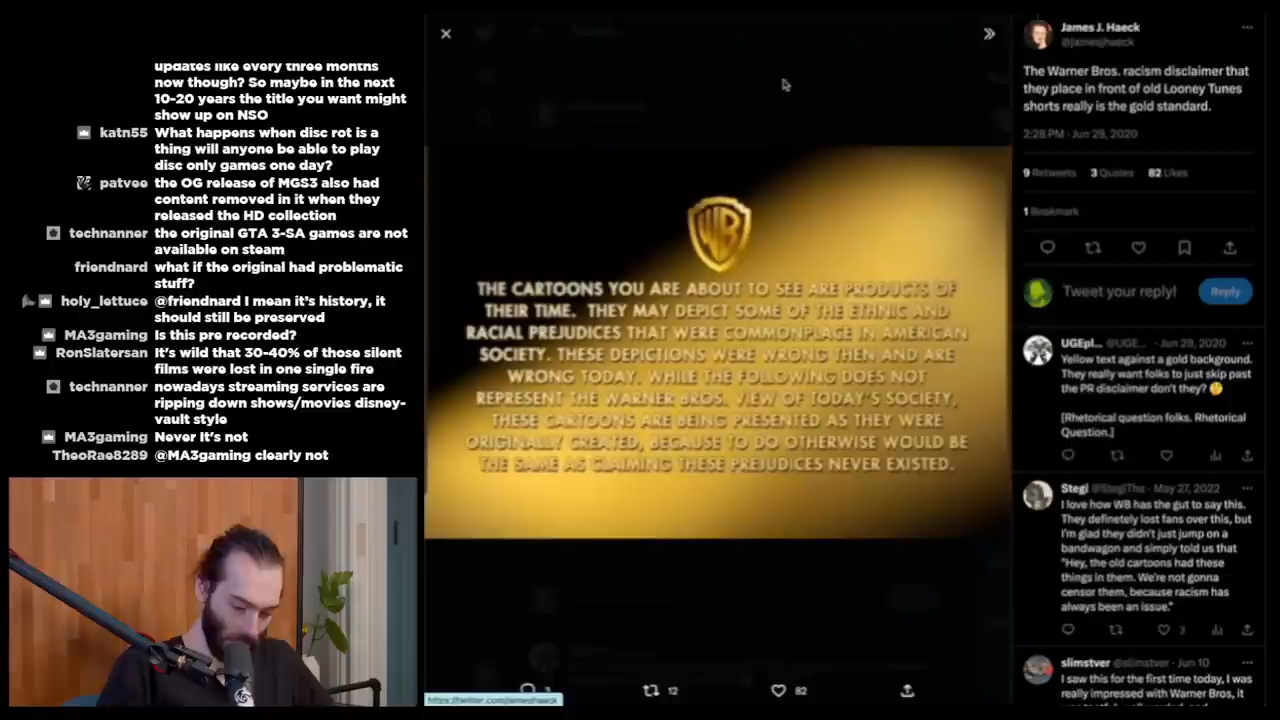 updates like every three months
now though? So maybe in the next
10-20 years the title you want might
show up on NSO
katn55 What happens when disc rot is a
thing will anyone be able to play
disc only games one day?
patvee the OG release of MGS3 also had
content removed in it when they
released the HD collection
technanner the original GTA 3-SA games are not
available on steam
friendnard what if the original had problematic
stuff?
holy_lettuce @friendnard I mean it's history, it
should still be preserved
MA3gaming Is this pre recorded?
RonSlatersan It's wild that 30-40% of those silent
films were lost in one single fire
technanner nowadays streaming services are
ripping down shows/movies disney-
vault style
MA3gaming Never It's not
TheoRae8289 @MA3gaming clearly not
WB
THE CARTOONS YOU ARE ABOUT TO SEE ARE PRODUCTS OF
THEIR TIME. THEY MAY DEPICT SOME OF THE ETHNIC AND
RACIAL PREJUDICES THAT WERE COMMONPLACE IN AMERICAN
SOCIETY. THESE DEPICTIONS WERE WRONG THEN AND ARE
WRONG TODAY. WHILE THE FOLLOWING DOES NOT
REPRESENT THE WARNER BROS. VIEW OF TODAY'S SOCIETY,
THESE CARTOONS ARE BEING PRESENTED AS THEY WERE
ORIGINALLY CREATED, BECAUSE TO DO OTHERWISE WOULD BE
THE SAME AS CLAIMING THESE PREJUDICES NEVER EXISTED.
12
82
https://twitter.com/jamesjhaeck
James J. Haeck
@jamesjhaeck
The Warner Bros. racism disclaimer that
they place in front of old Looney Tunes
shorts really is the gold standard.
2:28 PM · Jun 29, 2020
9 Retweets 3 Quotes 82 Likes
1 Bookmark
Tweet your reply!
Reply
UGEpl... @UGE... · Jun 29, 2020
Yellow text against a gold background.
They really want folks to just skip past
the PR disclaimer don't they?
[Rhetorical question folks. Rhetorical
Question.]
Stegi @StegiTho · May 27, 2022
I love how WB has the gut to say this.
They definetely lost fans over this, but
I'm glad they didn't just jump on a
bandwagon and simply told us that
"Hey, the old cartoons had these
things in them. We're not gonna
censor them, because racism has
always been an issue."
3
slimstver @slimstver · Jun 10
I saw this for the first time today, I was
really impressed with Warner Bros, it